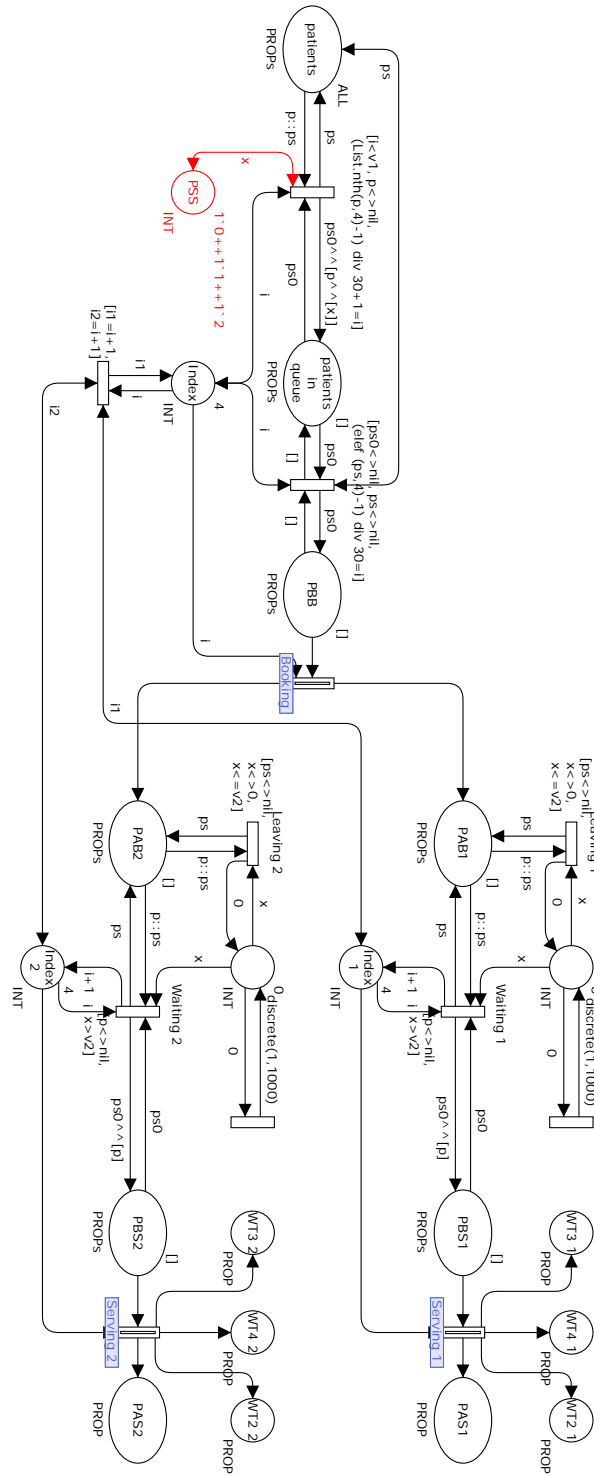 patients
PROPs
ALL
ps
p::ps
ps
[i<v1, p<>nil,
(List.nth(p,4)-1) div 30+1=i]
x
PSS
INT
1`0++1`1++1`2
ps0^^[p^^[x]]
ps0
i
patients
in
queue
PROPs
[]
[i1=i+1,
i2=i+1]
i1
i
Index
INT
4
i2
i
ps0
[]
[ps0<>nil, ps<>nil,
(elef (ps,4)-1) div 30=i]
ps0
[]
PBB
PROPs
[]
i
Booking
i1
[ps<>nil,
x<>0,
x<=v2]
Leaving 2
ps
p::ps
0
x
PAB2
PROPs
[]
p::ps
ps
x
0
INT
discrete(1,1000)
0
Waiting 2
[p<>nil,
x>v2]
i+1
i
4
Index
2
INT
ps0
ps0^^[p]
PBS2
PROPs
[]
WT3 2
PROP
WT4 2
PROP
WT2 2
PROP
Serving 2
PAS2
PROP
[ps<>nil,
x<>0,
x<=v2]
ps
p::ps
0
x
PAB1
PROPs
[]
p::ps
ps
x
INT
discrete(1,1000)
0
Waiting 1
[p<>nil,
x>v2]
i+1
i
4
Index
1
INT
ps0
ps0^^[p]
PBS1
PROPs
[]
WT3 1
PROP
WT4 1
PROP
WT2 1
PROP
Serving 1
PAS1
PROP